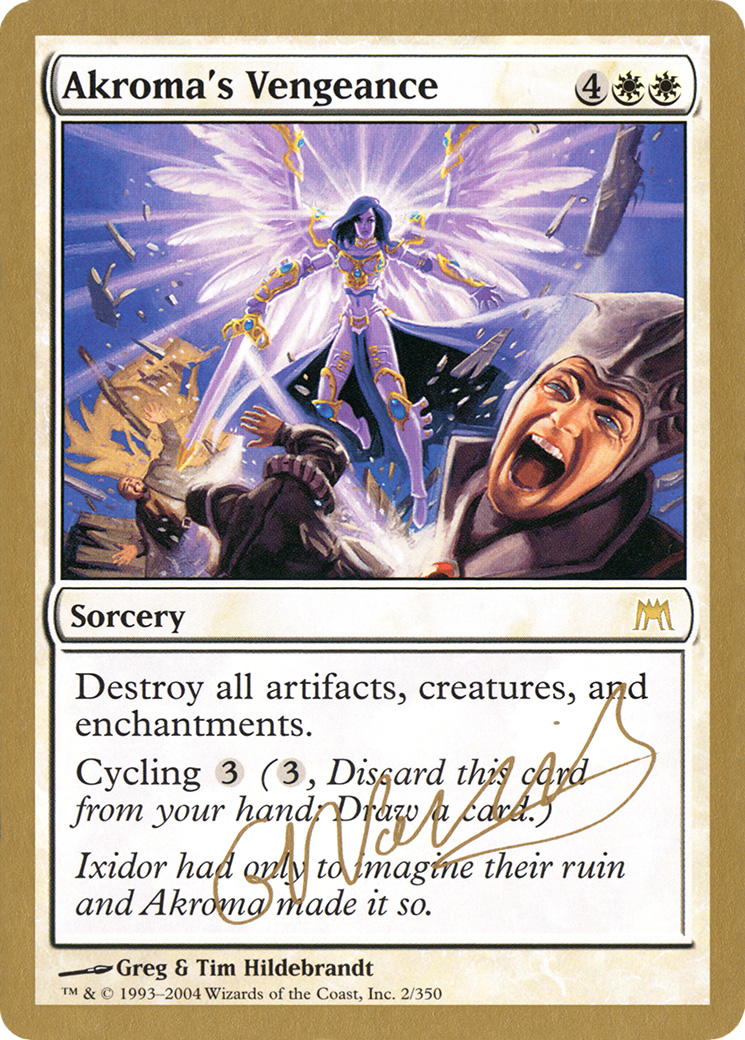 Akroma's Vengeance 4
Sorcery
Destroy all artifacts, creatures, and
enchantments.
Cycling 3 (3, Discard this card
from your hand: Draw a card.)
Ixidor had only to imagine their ruin
and Akroma made it so.
Greg & Tim Hildebrandt
™ & © 1993–2004 Wizards of the Coast, Inc. 2/350